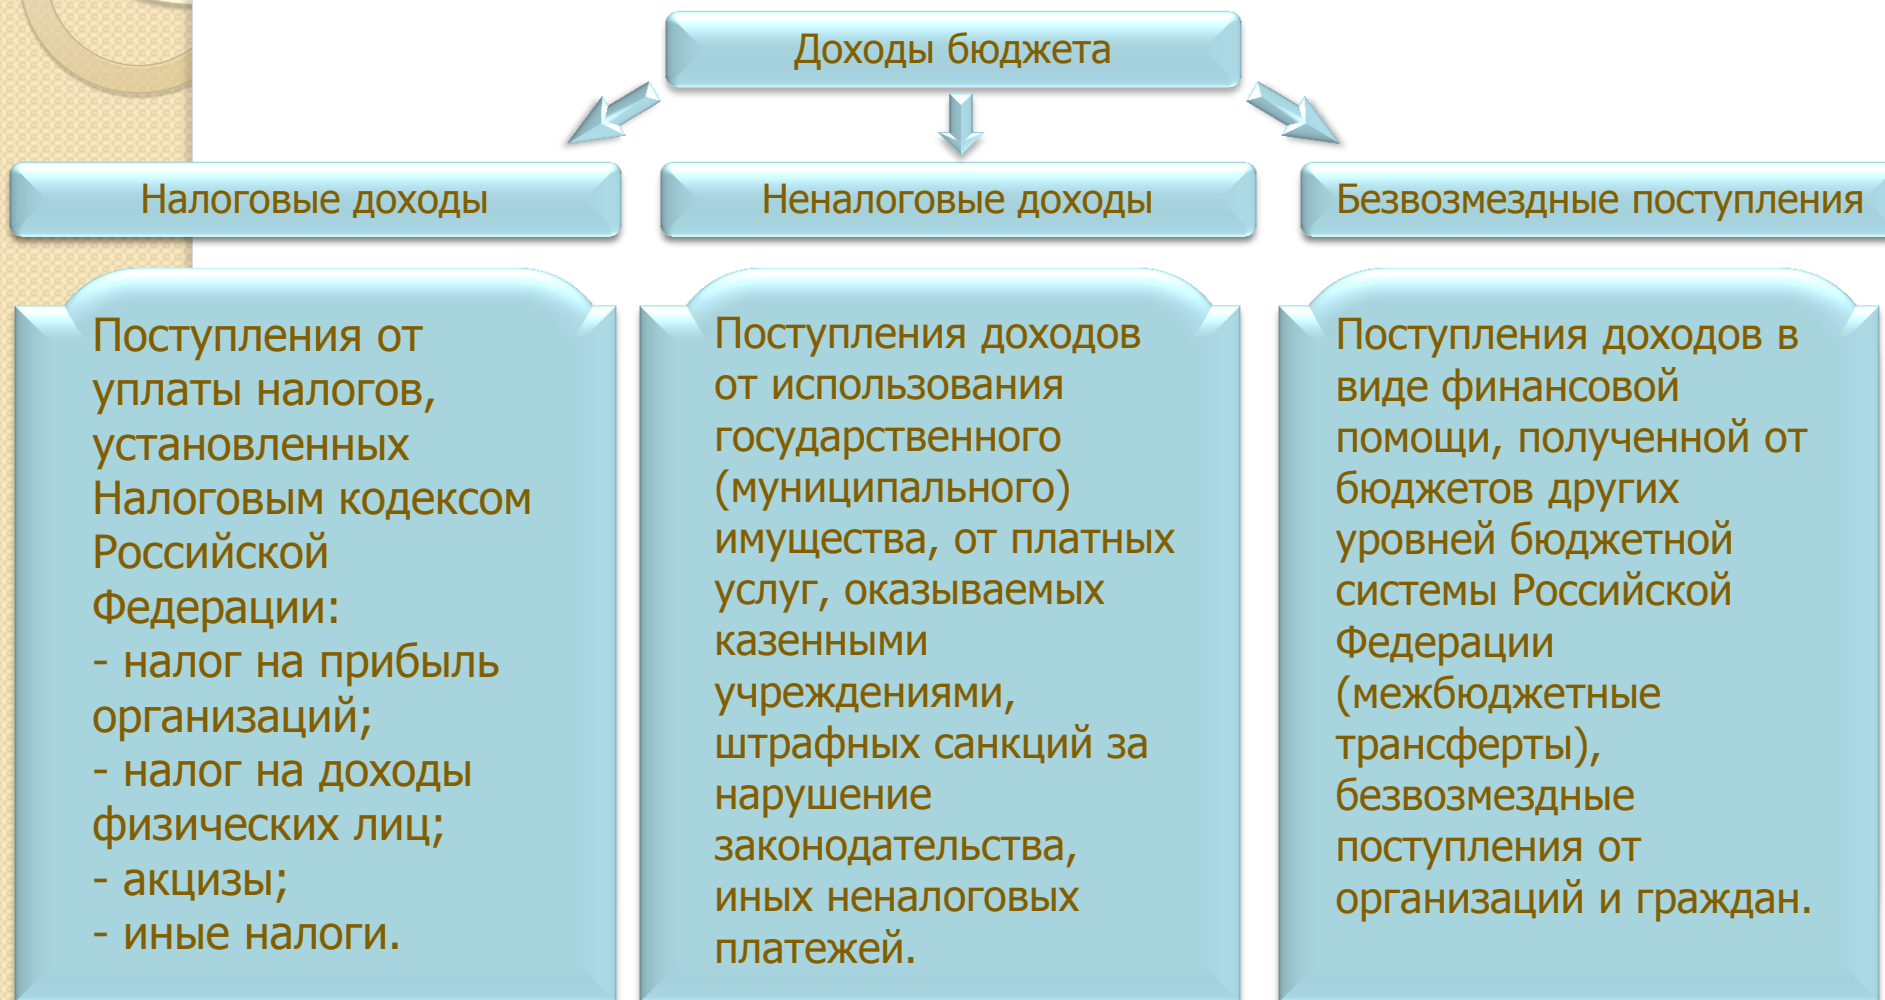 Доходы бюджета
Налоговые доходы
Неналоговые доходы
Безвозмездные поступления
Поступления от
уплаты налогов,
установленных
Налоговым кодексом
Российской
Федерации:
- налог на прибыль
организаций;
- налог на доходы
физических лиц;
- акцизы;
- иные налоги.
Поступления доходов
от использования
государственного
(муниципального)
имущества, от платных
услуг, оказываемых
казенными
учреждениями,
штрафных санкций за
нарушение
законодательства,
иных неналоговых
платежей.
Поступления доходов в
виде финансовой
помощи, полученной от
бюджетов других
уровней бюджетной
системы Российской
Федерации
(межбюджетные
трансферты),
безвозмездные
поступления от
организаций и граждан.